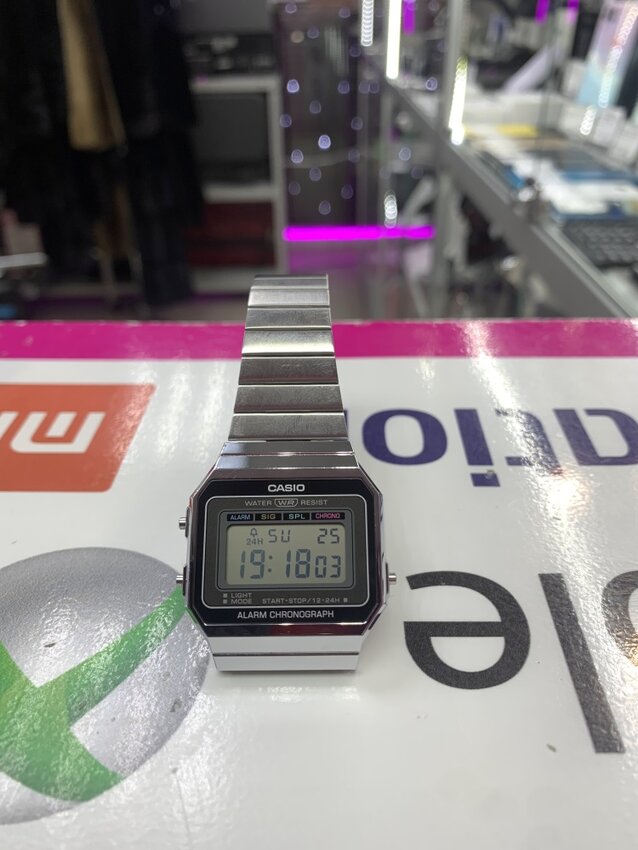 CASIO
WATER WR RESIST
ALARM SIG SPL CHRONO
24H SU 25
19:18 03
LIGHT
MODE START-STOP/12-24H
ALARM CHRONOGRAPH